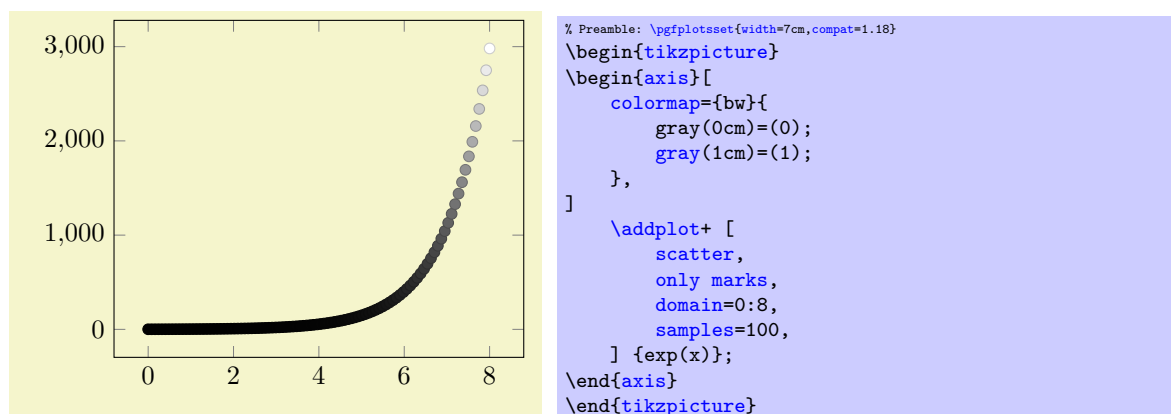 3,000
2,000
1,000
0
0 2 4 6 8
% Preamble: \pgfplotsset{width=7cm,compat=1.18}
\begin{tikzpicture}
\begin{axis}[
    colormap={bw}{
        gray(0cm)=(0);
        gray(1cm)=(1);
    },
]
    \addplot+ [
        scatter,
        only marks,
        domain=0:8,
        samples=100,
    ] {exp(x)};
\end{axis}
\end{tikzpicture}